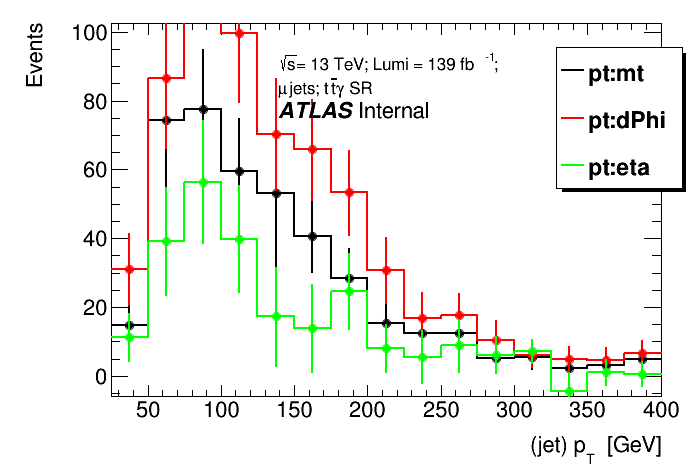 Events
100
80
60
40
20
0
50 100 150 200 250 300 350 400
(jet) p_T [GeV]
√s= 13 TeV; Lumi = 139 fb⁻¹;
μjets; tt̄γ SR
ATLAS Internal
pt:mt
pt:dPhi
pt:eta